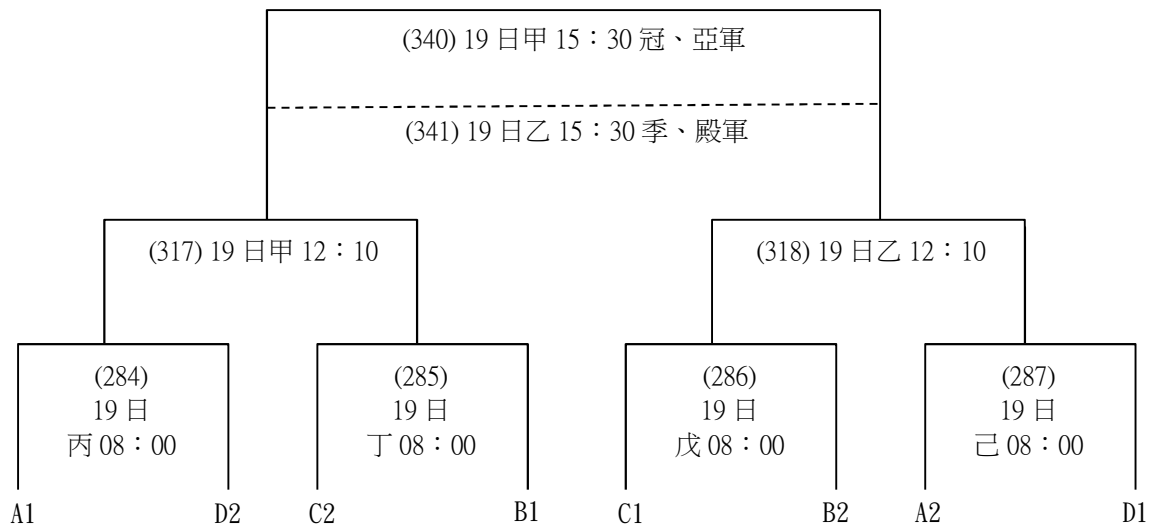 (340) 19 日甲 15：30 冠、亞軍
(341) 19 日乙 15：30 季、殿軍
(317) 19 日甲 12：10
(318) 19 日乙 12：10
(284)
19 日
丙 08：00
(285)
19 日
丁 08：00
(286)
19 日
戊 08：00
(287)
19 日
己 08：00
A1 D2 C2 B1 C1 B2 A2 D1